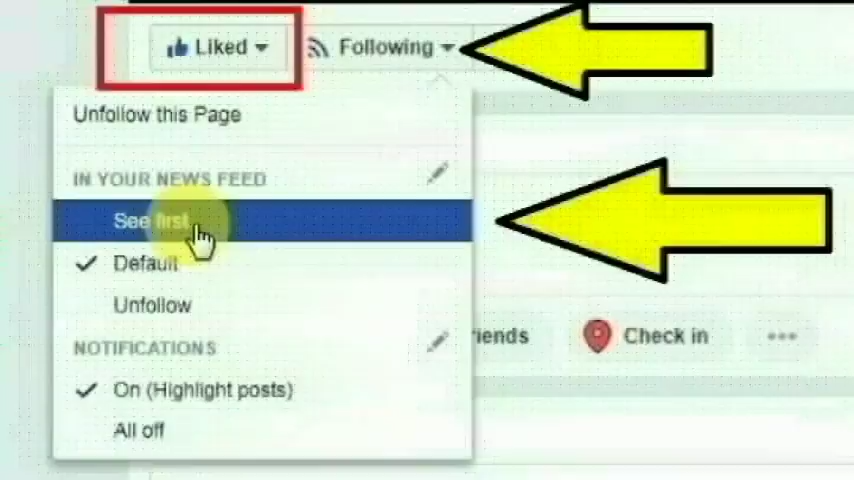 Liked Following
Unfollow this Page
IN YOUR NEWS FEED
See first
Default
Unfollow
NOTIFICATIONS
On (Highlight posts)
All off
riends Check in